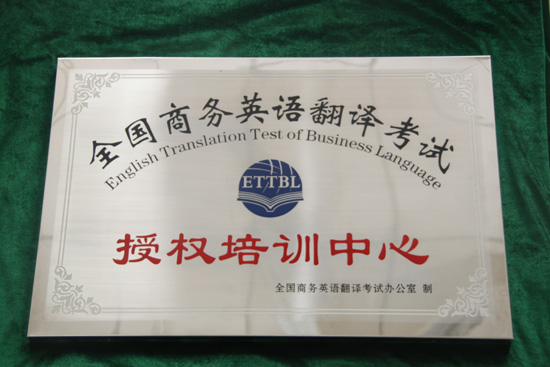 全国商务英语翻译考试
English Translation Test of Business Language
ETTBL
授权培训中心
全国商务英语翻译考试办公室 制